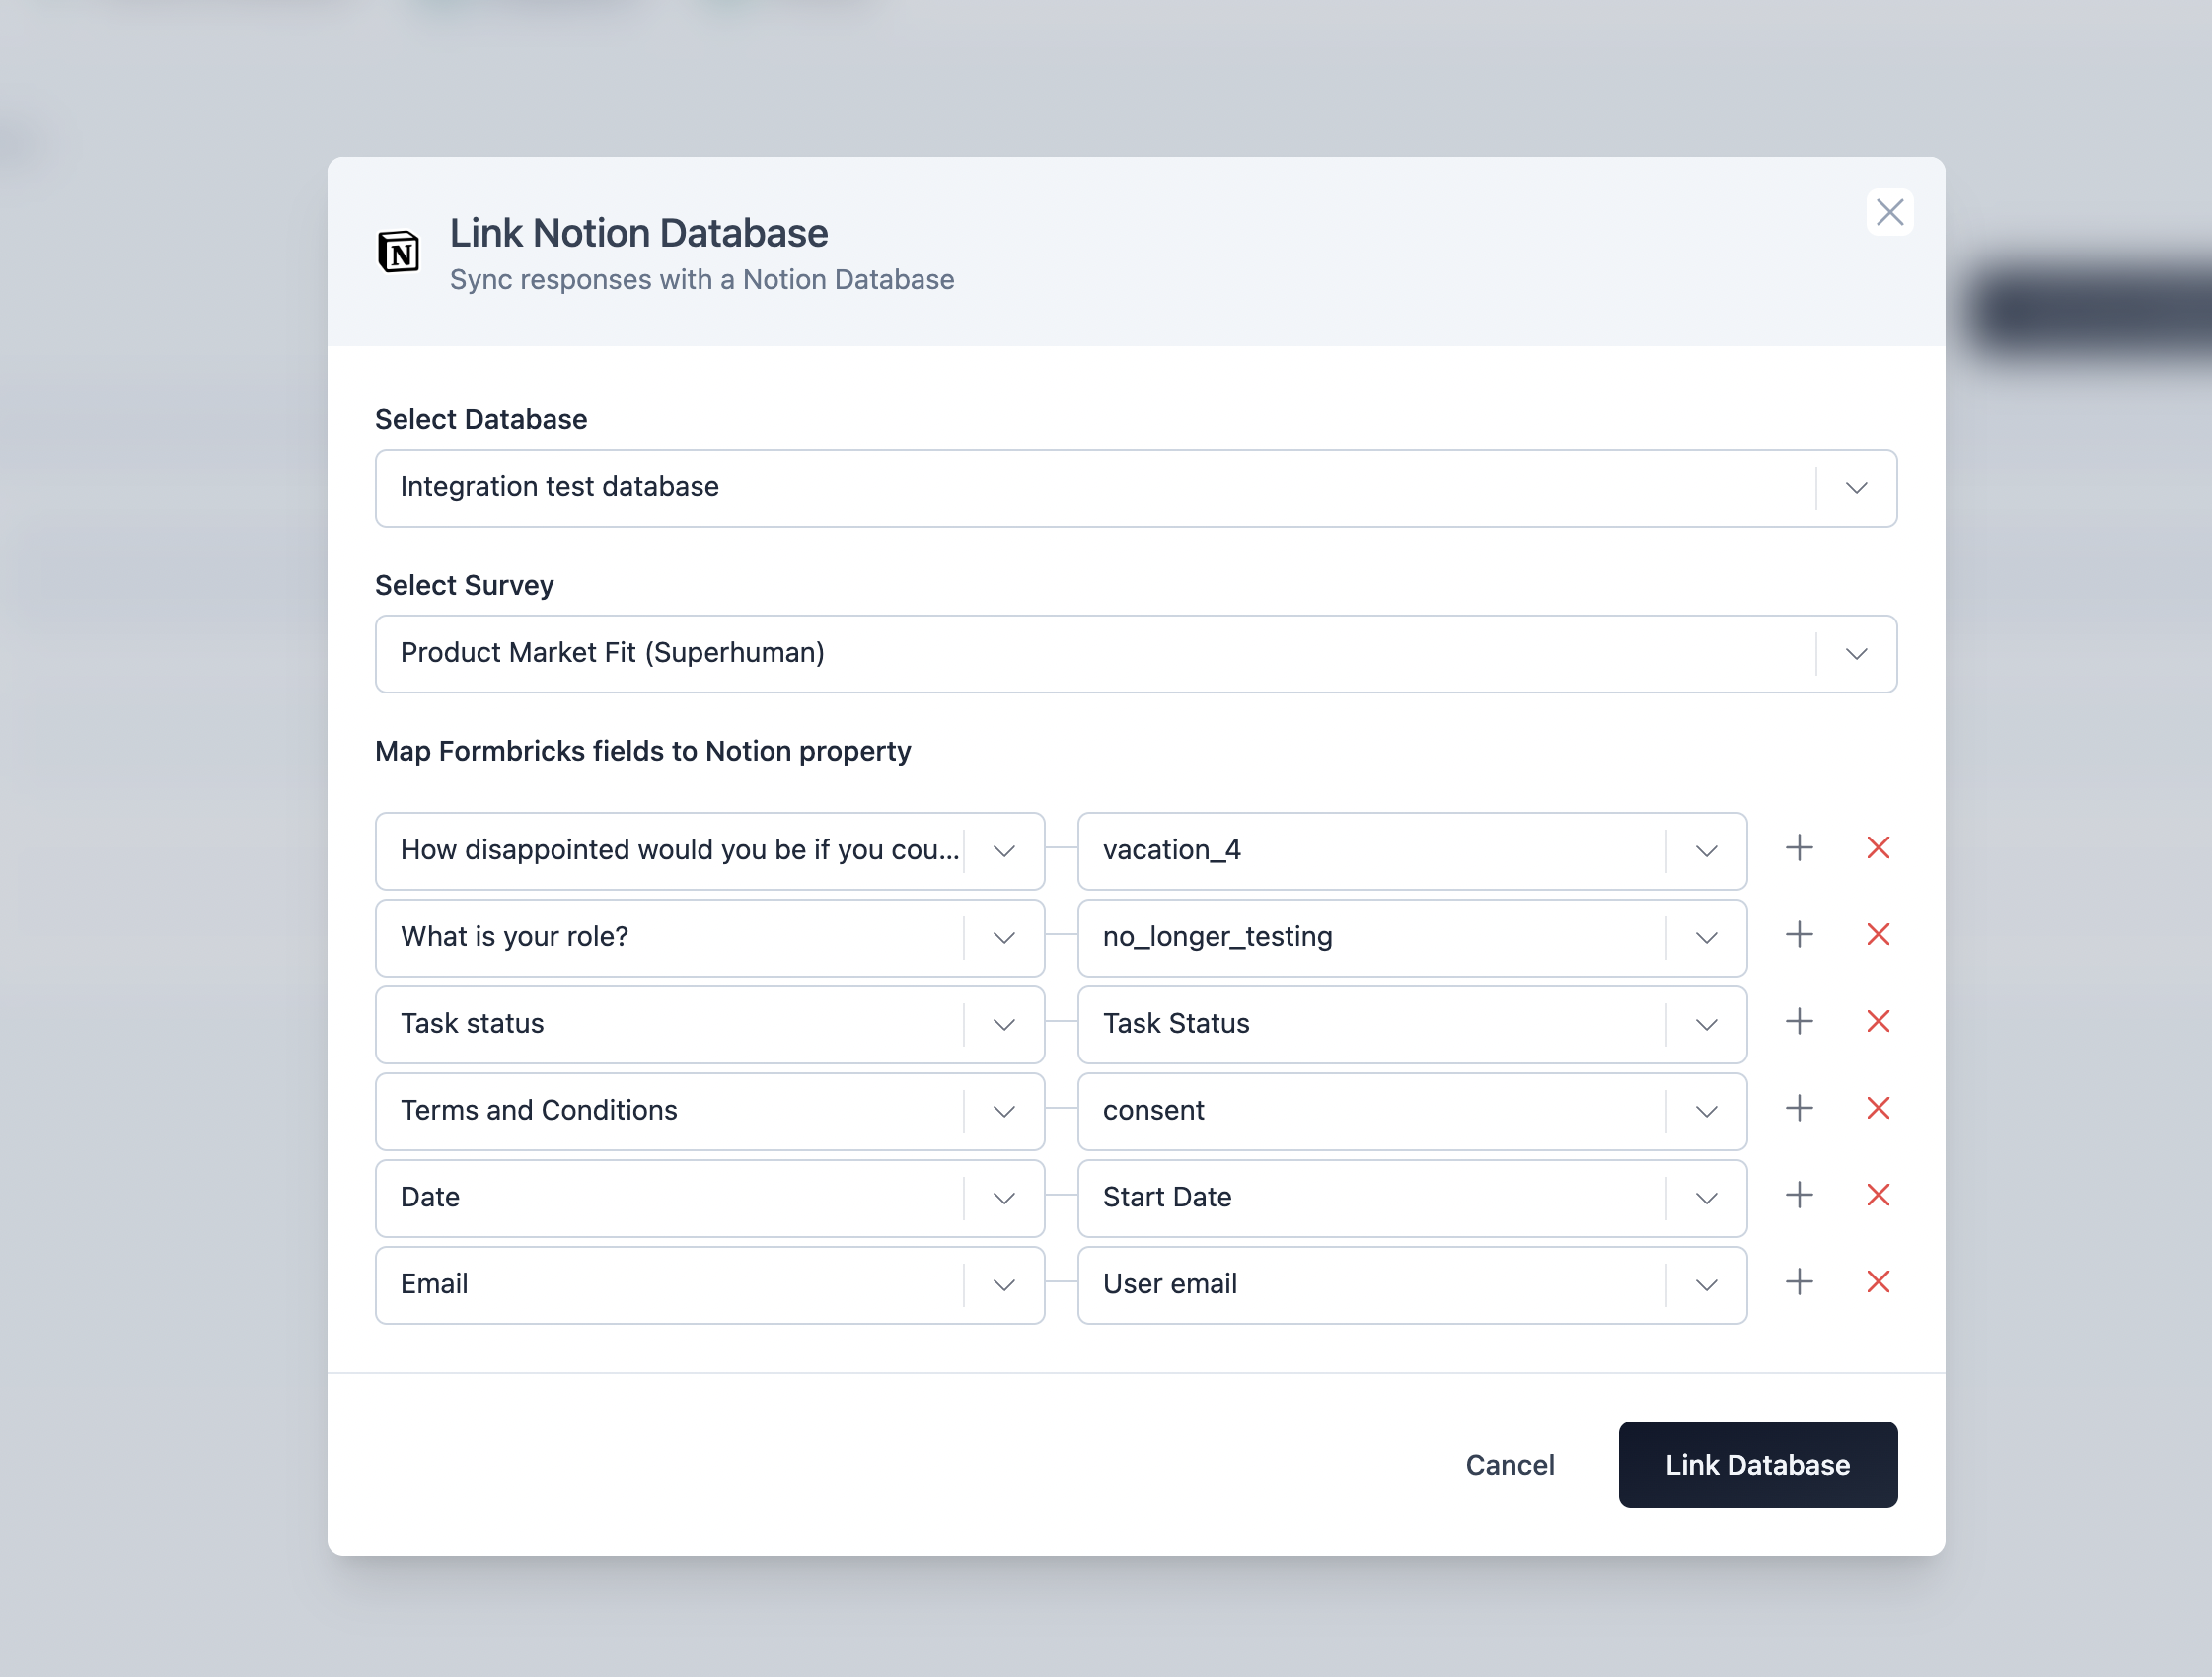 Link Notion Database
Sync responses with a Notion Database
Select Database
Integration test database
Select Survey
Product Market Fit (Superhuman)
Map Formbricks fields to Notion property
How disappointed would you be if you cou... vacation_4
What is your role? no_longer_testing
Task status Task Status
Terms and Conditions consent
Date Start Date
Email User email
Cancel Link Database